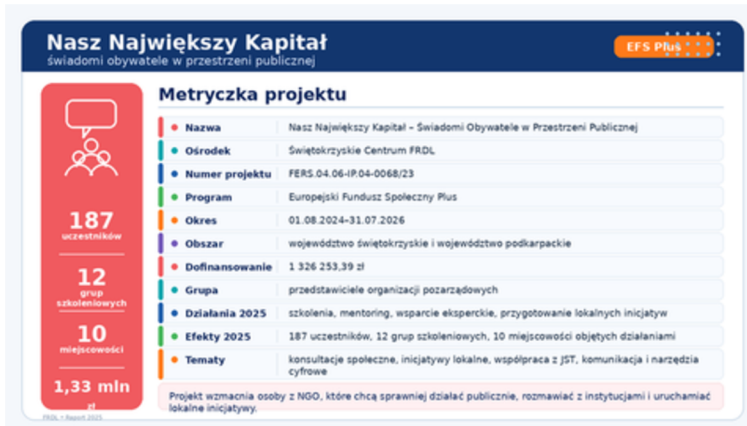 Nasz Największy Kapitał
świadomi obywatele w przestrzeni publicznej
EFS Plus
187
uczestników
12
grup
szkoleniowych
10
miejscowości
1,33 mln
zł
Metryczka projektu
Nazwa Nasz Największy Kapitał – Świadomi Obywatele w Przestrzeni Publicznej
Ośrodek Świętokrzyskie Centrum FRDL
Numer projektu FERS.04.06-IP.04-0068/23
Program Europejski Fundusz Społeczny Plus
Okres 01.08.2024–31.07.2026
Obszar województwo świętokrzyskie i województwo podkarpackie
Dofinansowanie 1 326 253,39 zł
Grupa przedstawiciele organizacji pozarządowych
Działania 2025 szkolenia, mentoring, wsparcie eksperckie, przygotowanie lokalnych inicjatyw
Efekty 2025 187 uczestników, 12 grup szkoleniowych, 10 miejscowości objętych działaniami
Tematy konsultacje społeczne, inicjatywy lokalne, współpraca z JST, komunikacja i narzędzia
cyfrowe
Projekt wzmacnia osoby z NGO, które chcą sprawniej działać publicznie, rozmawiać z instytucjami i uruchamiać
lokalne inicjatywy.
FRDL • Raport 2025